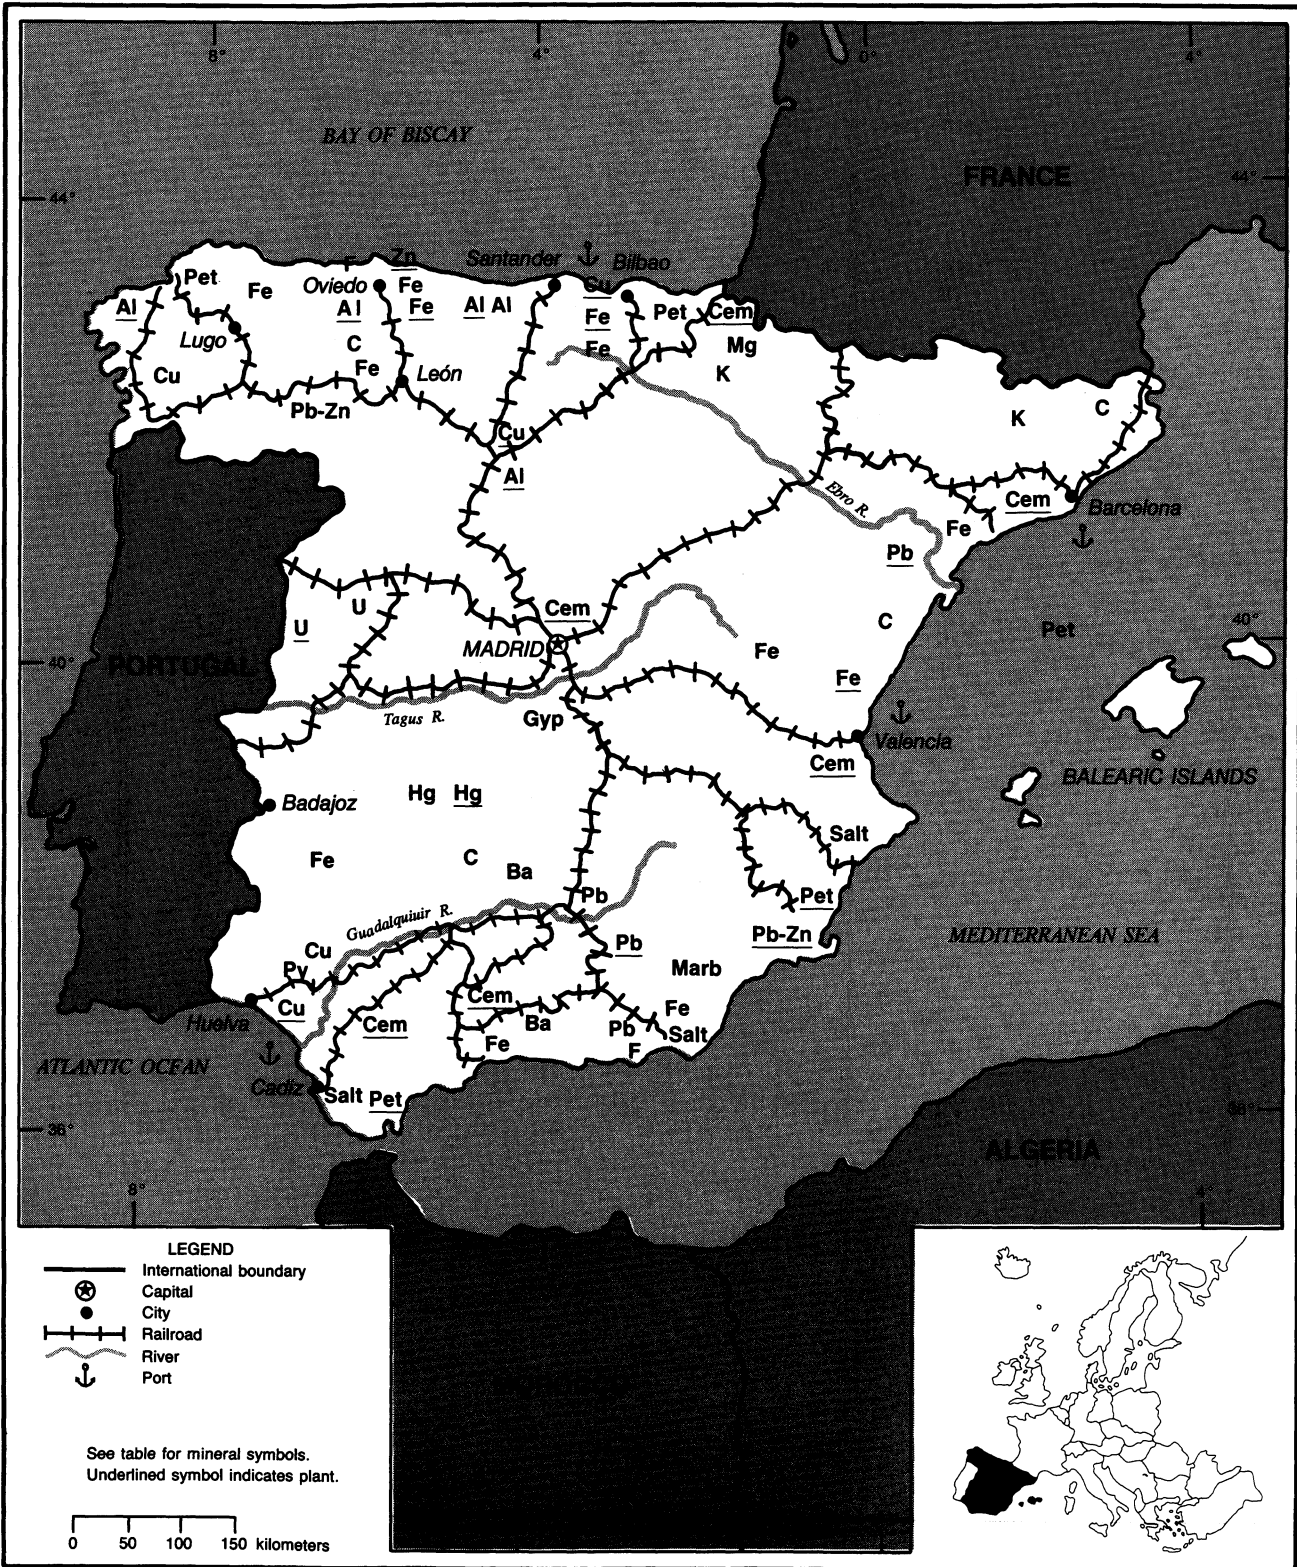 8° 4° 0° 4°
BAY OF BISCAY
FRANCE
44° 44°
Santander Bilbao
F Zn
Pet Fe Oviedo Fe Cu
Al Al Fe Al Al Fe Pet Cem
Lugo C Fe Mg
Cu Fe León K
Pb-Zn K C
Cu
Al
Ebro R. Cem Barcelona
Fe
Pb
U Cem C
U 40°
MADRID Fe Pet
40° PORTUGAL Fe
Tagus R. Gyp
Valencia
Cem
BALEARIC ISLANDS
Hg Hg
Badajoz
Salt
Fe C Ba
Pb Pet
Guadalquiuir R.
Cu Pb Pb-Zn MEDITERRANEAN SEA
Py Marb
Cu Cem Fe
Huelva Cem Ba Pb Salt
Fe F
ATLANTIC OCEAN
Cadiz Salt Pet
36° 36°
ALGERIA
8° 4°
LEGEND
International boundary
Capital
City
Railroad
River
Port
See table for mineral symbols.
Underlined symbol indicates plant.
0 50 100 150 kilometers